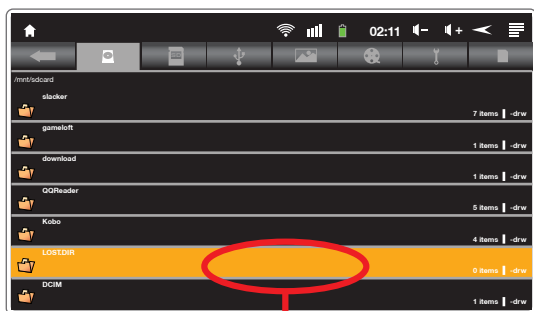 02:11
/mnt/sdcard
slacker
7 items -drw
gameloft
1 items -drw
download
1 items -drw
QQReader
5 items -drw
Kobo
4 items -drw
LOST.DIR
0 items -drw
DCIM
1 items -drw